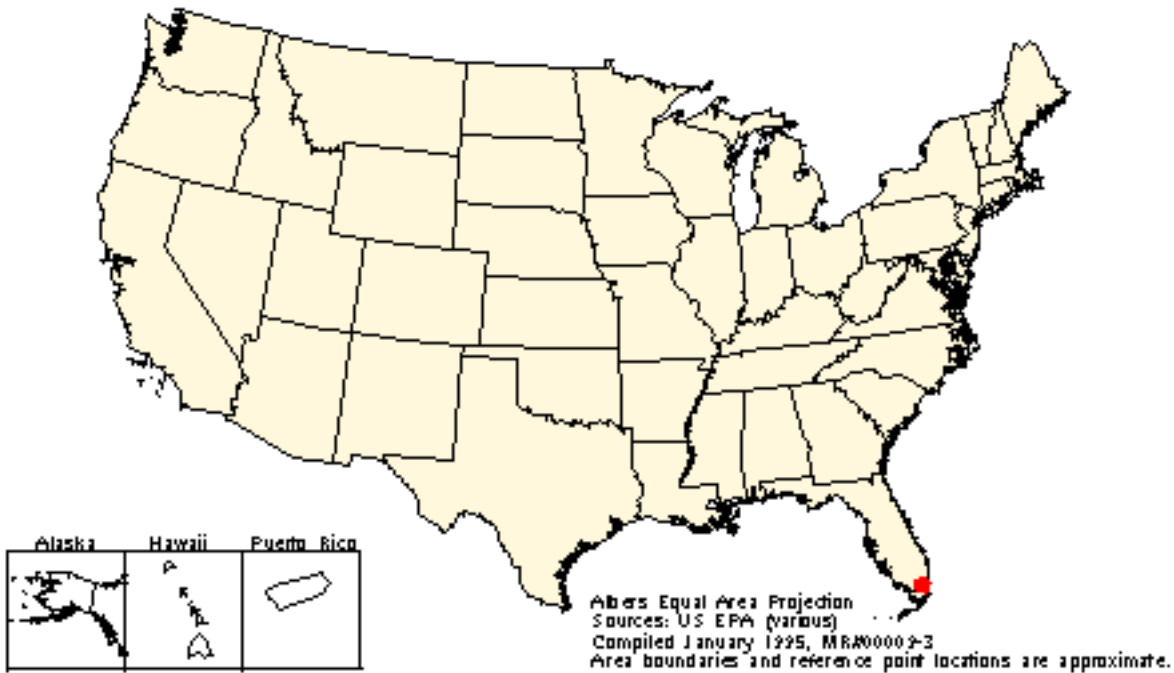 Alaska
Hawaii
Puerto Rico
Albers Equal Area Projection
Sources: US EPA (various)
Compiled January 1995, MR#00009-3
Area boundaries and reference point locations are approximate.